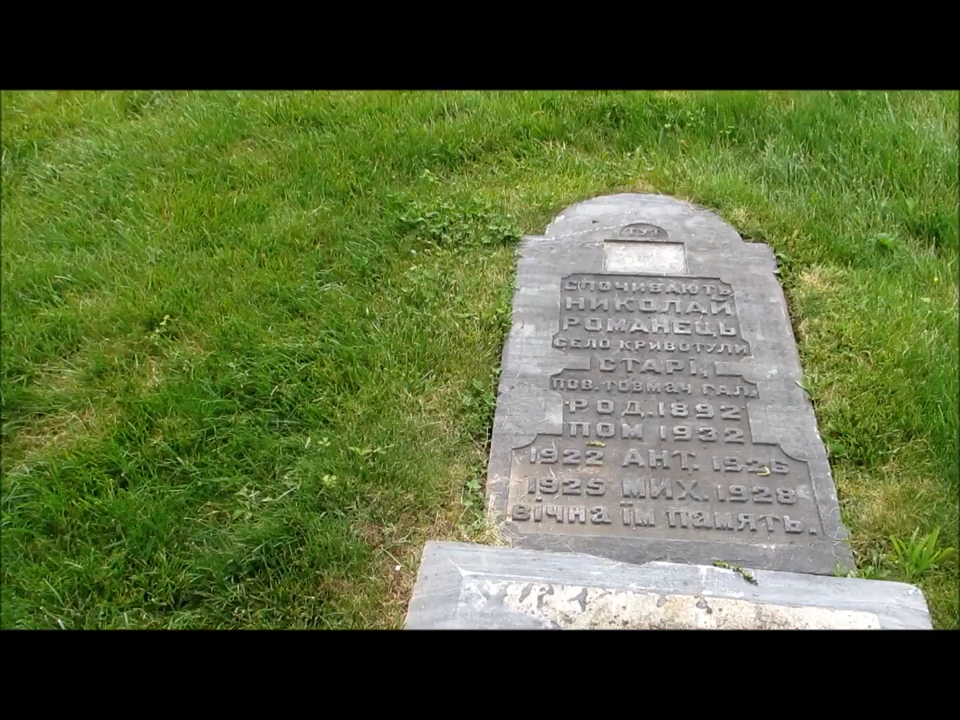 ТУТ
СПОЧИВАЮТЬ
НИКОЛАЙ
РОМАНЕЦЬ
СЕЛО КРИВОТУЛИ
СТАРІ,
ПОВ. ТОВМАЧ ГАЛ.
РОД. 1892
ПОМ 1932
1922 АНТ. 1926
1925 МИХ. 1928
ВІЧНА ЇМ ПАМЯТЬ.